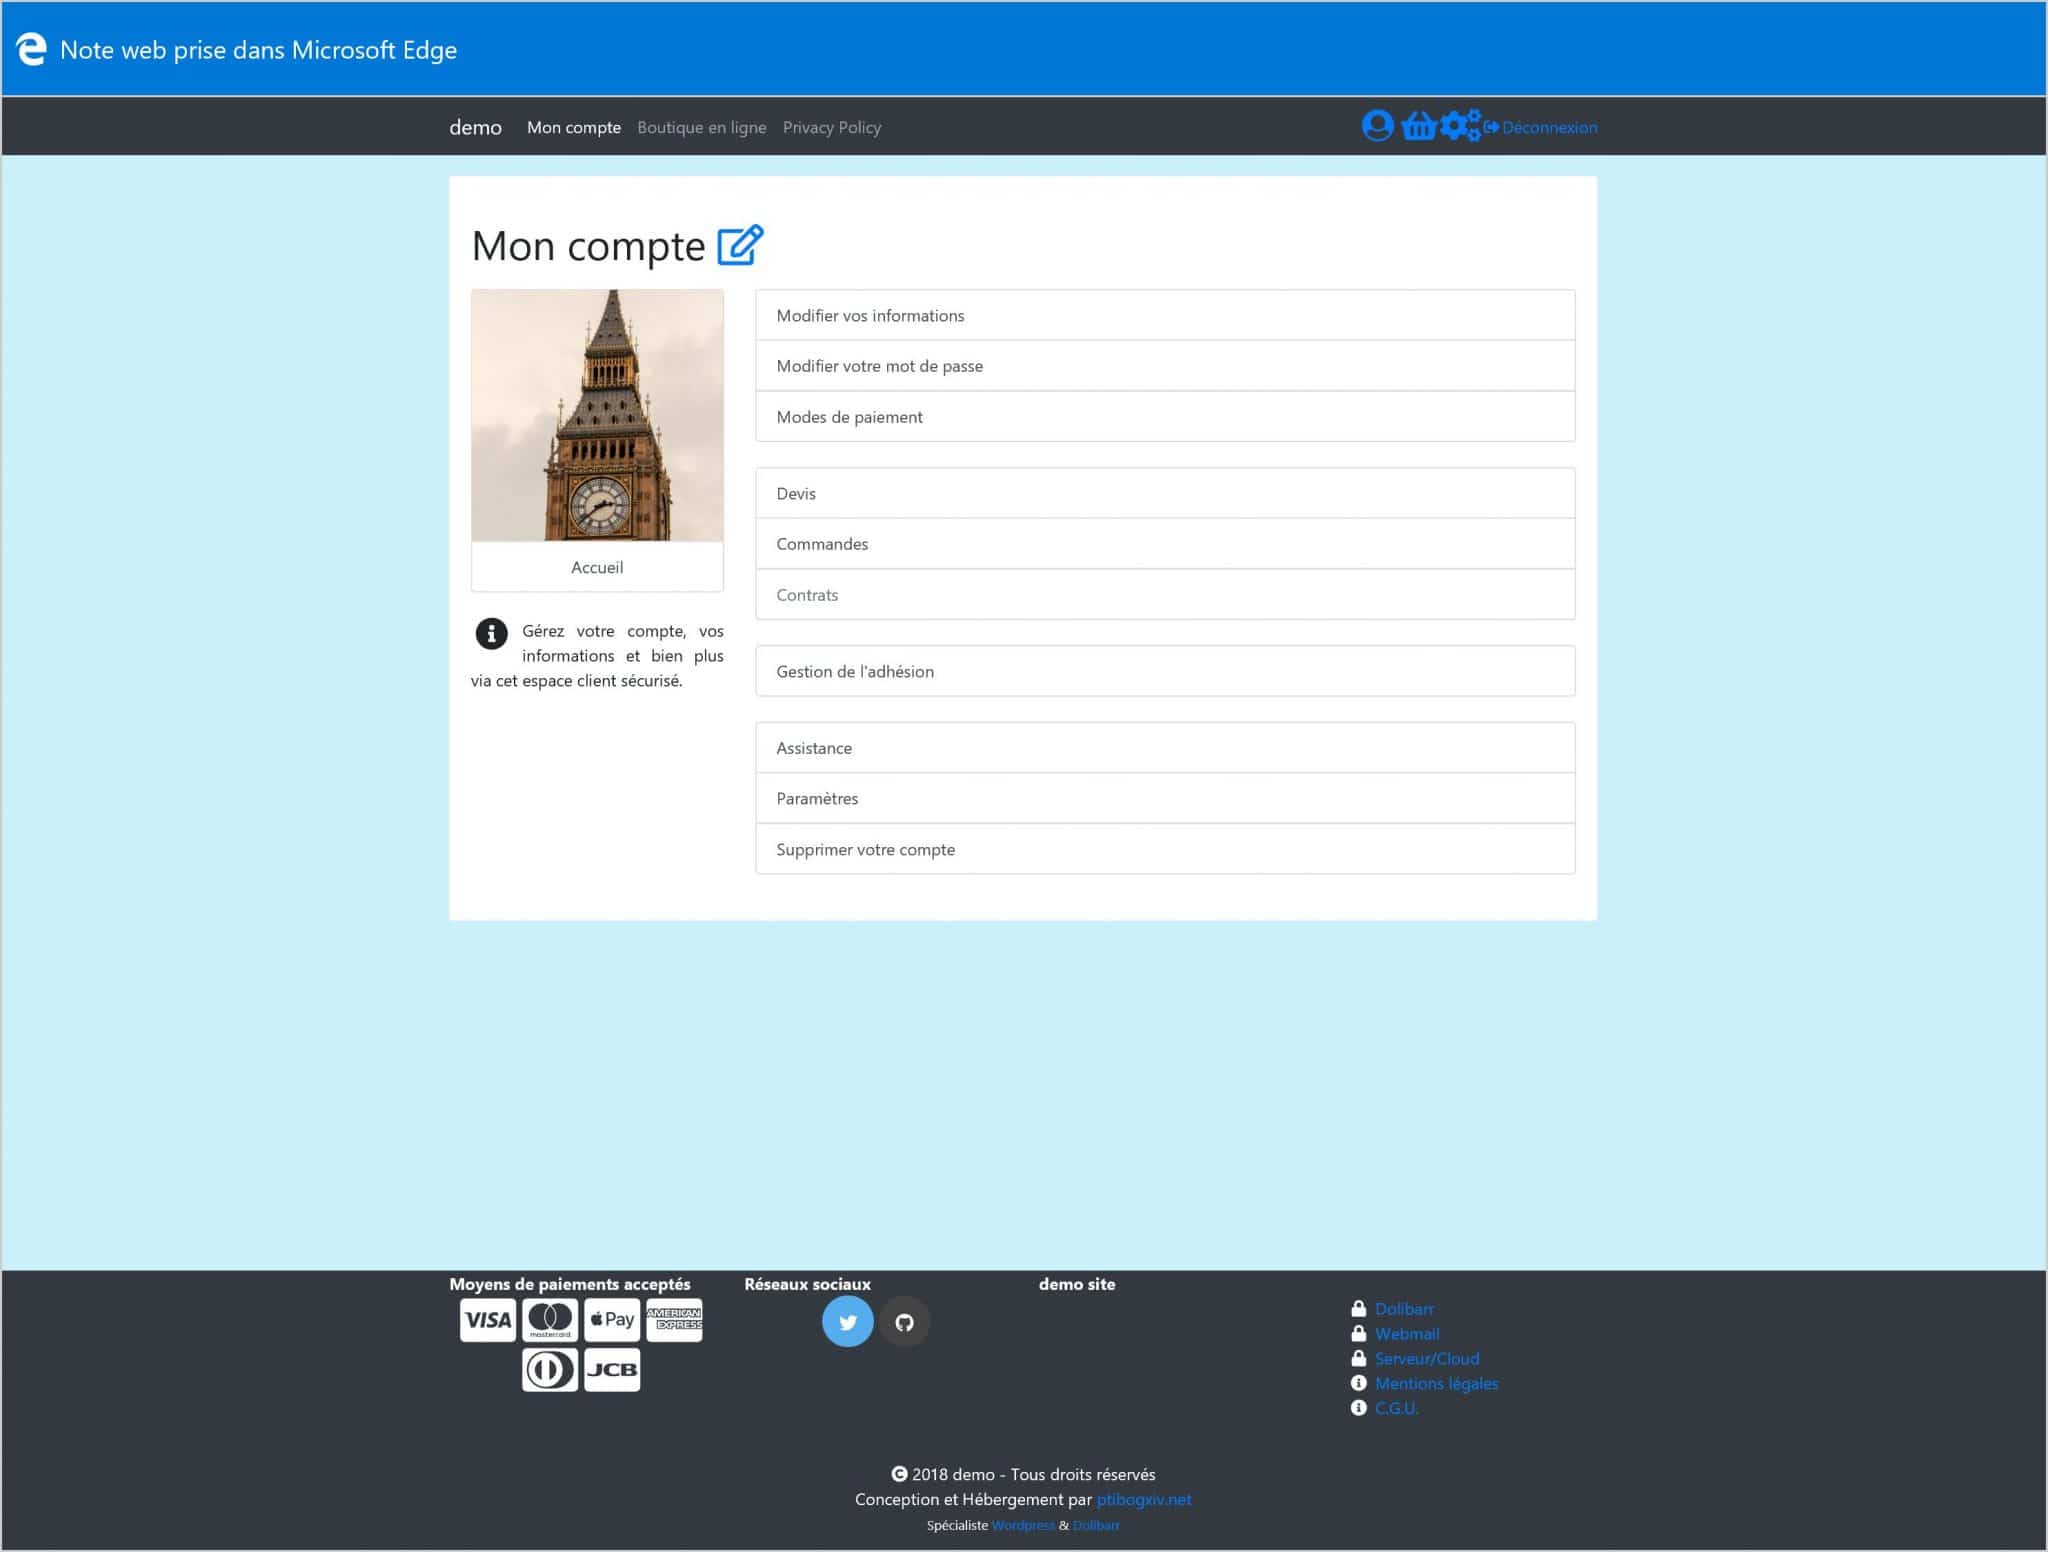 Note web prise dans Microsoft Edge
demo Mon compte Boutique en ligne Privacy Policy Déconnexion
Mon compte
Modifier vos informations
Modifier votre mot de passe
Modes de paiement
Devis
Commandes
Contrats
Gestion de l'adhésion
Assistance
Paramètres
Supprimer votre compte
Accueil
Gérez votre compte, vos
informations et bien plus
via cet espace client sécurisé.
Moyens de paiements acceptés
VISA mastercard Pay AMERICAN EXPRESS
JCB
Réseaux sociaux
demo site
Dolibarr
Webmail
Serveur/Cloud
Mentions légales
C.G.U.
© 2018 demo - Tous droits réservés
Conception et Hébergement par ptibogxiv.net
Spécialiste Wordpress & Dolibarr